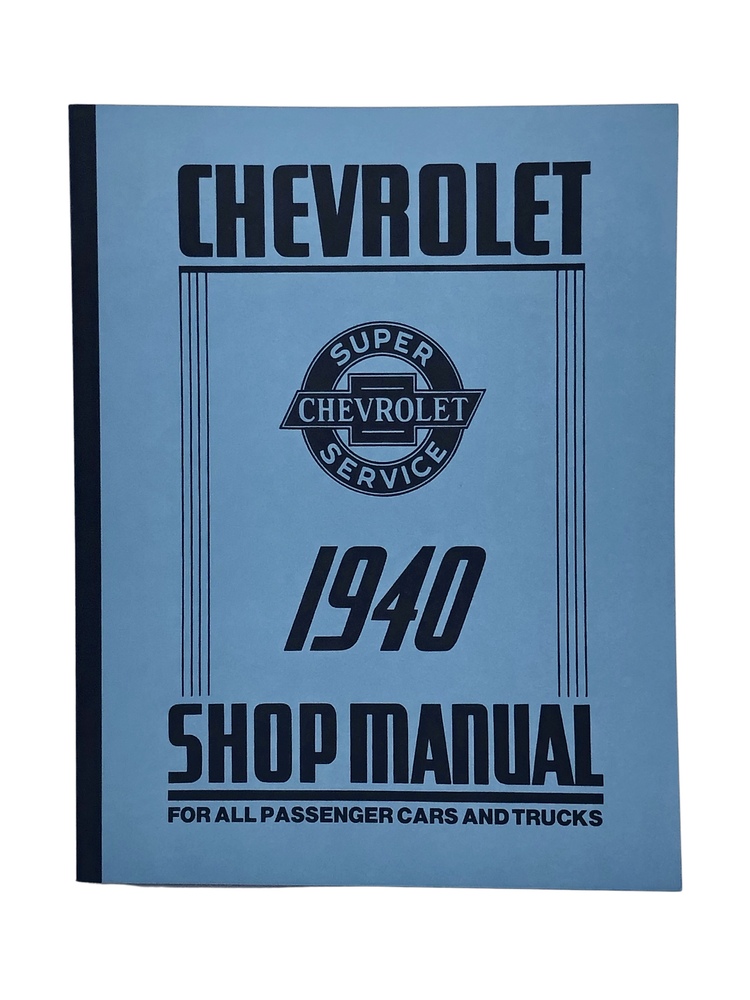 CHEVROLET
SUPER
CHEVROLET
SERVICE
1940
SHOP MANUAL
FOR ALL PASSENGER CARS AND TRUCKS